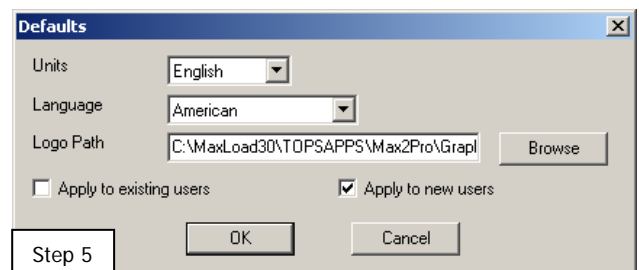 Defaults
Units English
Language American
Logo Path C:\MaxLoad30\TOPSAPPS\Max2Pro\Grapl Browse
Apply to existing users Apply to new users
OK Cancel
Step 5